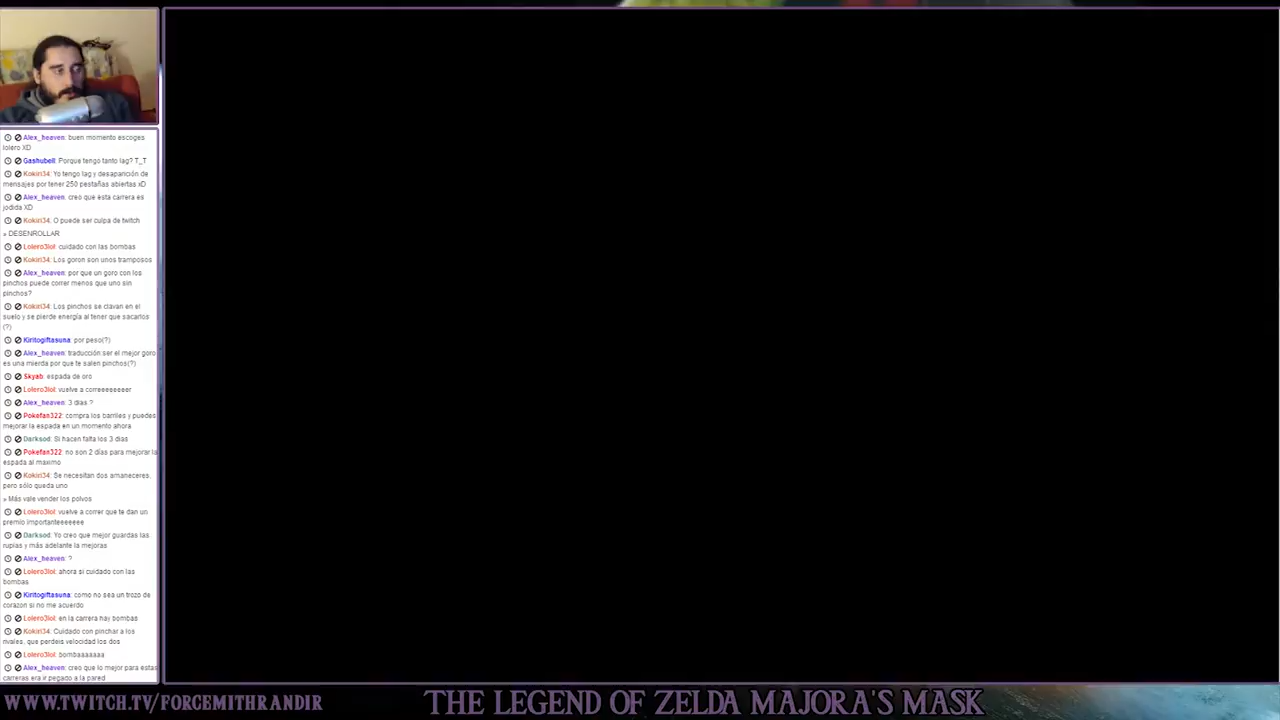 Alex_heaven: buen momento escoges
lolero XD
Gashubell: Porque tengo tanto lag? T_T
Kokiri34: Yo tengo lag y desaparición de
mensajes por tener 250 pestañas abiertas xD
Alex_heaven: creo que esta carrera es
jodida XD
Kokiri34: O puede ser culpa de twitch
» DESENROLLAR
Lolero3lol: cuidado con las bombas
Kokiri34: Los goron son unos tramposos
Alex_heaven: por que un goro con los
pinchos puede correr menos que uno sin
pinchos?
Kokiri34: Los pinchos se clavan en el
suelo y se pierde energía al tener que sacarlos
(?)
Kiritogiftasuna: por peso(?)
Alex_heaven: traducción ser el mejor goro
es una mierda por que te salen pinchos(?)
Skyab: espada de oro
Lolero3lol: vuelve a correeeeeeeer
Alex_heaven: 3 dias ?
Pokefan322: compra los barriles y puedes
mejorar la espada en un momento ahora
Darksod: Si hacen falta los 3 dias
Pokefan322: no son 2 días para mejorar la
espada al maximo
Kokiri34: Se necesitan dos amaneceres,
pero sólo queda uno
» Más vale vender los polvos
Lolero3lol: vuelve a correr que te dan un
premio importanteeeeeee
Darksod: Yo creo que mejor guardas las
rupias y más adelante la mejoras
Alex_heaven: ?
Lolero3lol: ahora si cuidado con las
bombas
Kiritogiftasuna: como no sea un trozo de
corazon si no me acuerdo
Lolero3lol: en la carrera hay bombas
Kokiri34: Cuidado con pinchar a los
rivales, que perdeis velocidad los dos
Lolero3lol: bombaaaaaaa
Alex_heaven: creo que lo mejor para estas
carreras era ir pegado a la pared
WWW.TWITCH.TV/FORCEMITHRANDIR
THE LEGEND OF ZELDA MAJORA'S MASK